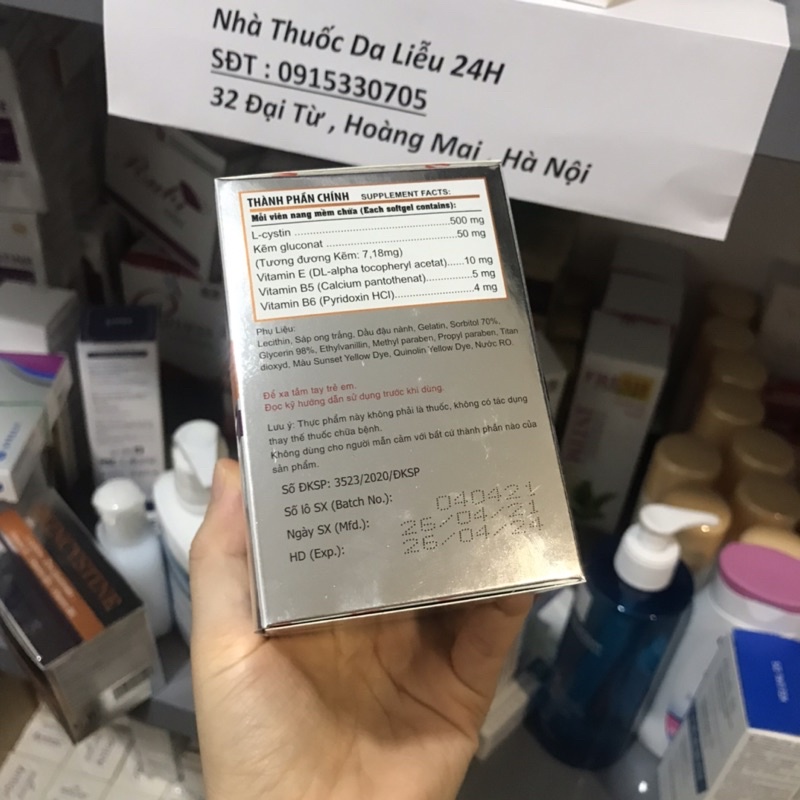 Nhà Thuốc Da Liễu 24H
SĐT : 0915330705
32 Đại Từ , Hoàng Mai , Hà Nội
THÀNH PHẦN CHÍNH SUPPLEMENT FACTS:
Mỗi viên nang mềm chứa (Each softgel contains):
L-cystin ........ 500 mg
Kẽm gluconat ........ 50 mg
(Tương đương Kẽm: 7,18mg)
Vitamin E (DL-alpha tocopheryl acetat)......10 mg
Vitamin B5 (Calcium pantothenat)........5 mg
Vitamin B6 (Pyridoxin HCl)........4 mg
Phụ Liệu:
Lecithin, Sáp ong trắng, Dầu đậu nành, Gelatin, Sorbitol 70%,
Glycerin 98%, Ethylvanillin, Methyl paraben, Propyl paraben, Titan
dioxyd, Màu Sunset Yellow Dye, Quinolin Yellow Dye, Nước RO.
Để xa tầm tay trẻ em.
Đọc kỹ hướng dẫn sử dụng trước khi dùng.
Lưu ý: Thực phẩm này không phải là thuốc, không có tác dụng
thay thế thuốc chữa bệnh.
Không dùng cho người mẫn cảm với bất cứ thành phần nào của
sản phẩm.
Số ĐKSP: 3523/2020/ĐKSP
Số lô SX (Batch No.): 040421
Ngày SX (Mfd.): 26/04/21
HD (Exp.): 26/04/24